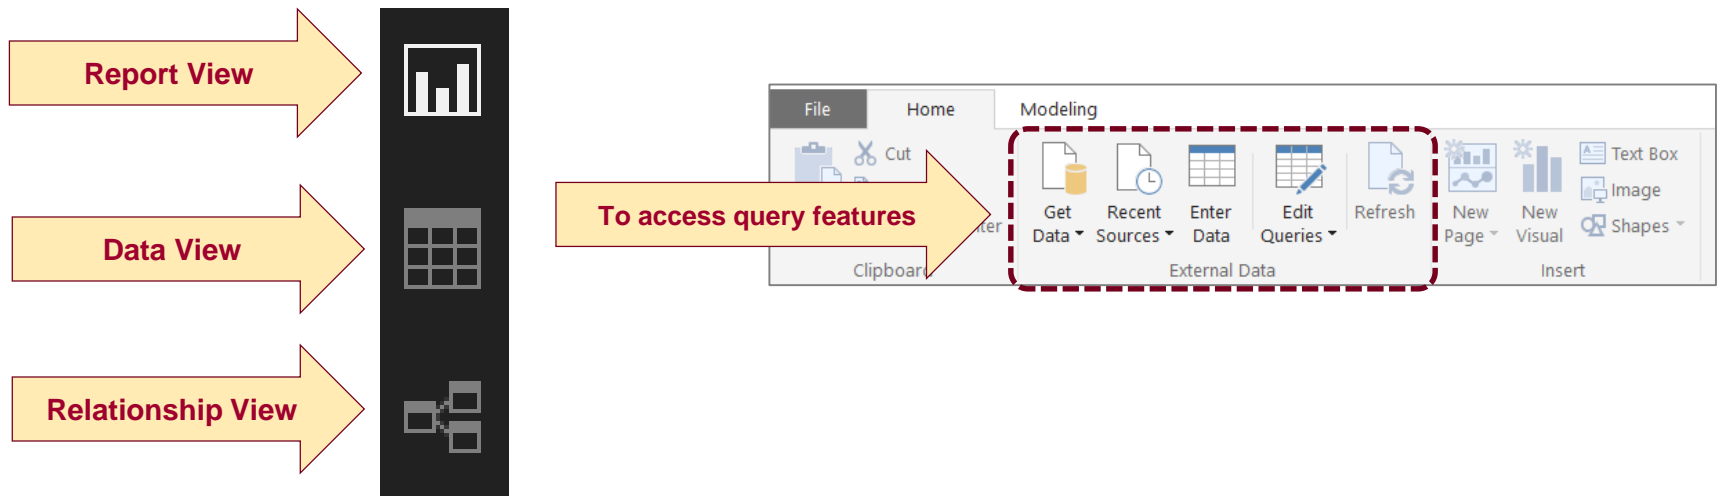 Report View
Data View
Relationship View
To access query features
File
Home
Modeling
Cut
Clipboard
Get
Data
Recent
Sources
Enter
Data
Edit
Queries
Refresh
External Data
New
Page
New
Visual
Text Box
Image
Shapes
Insert